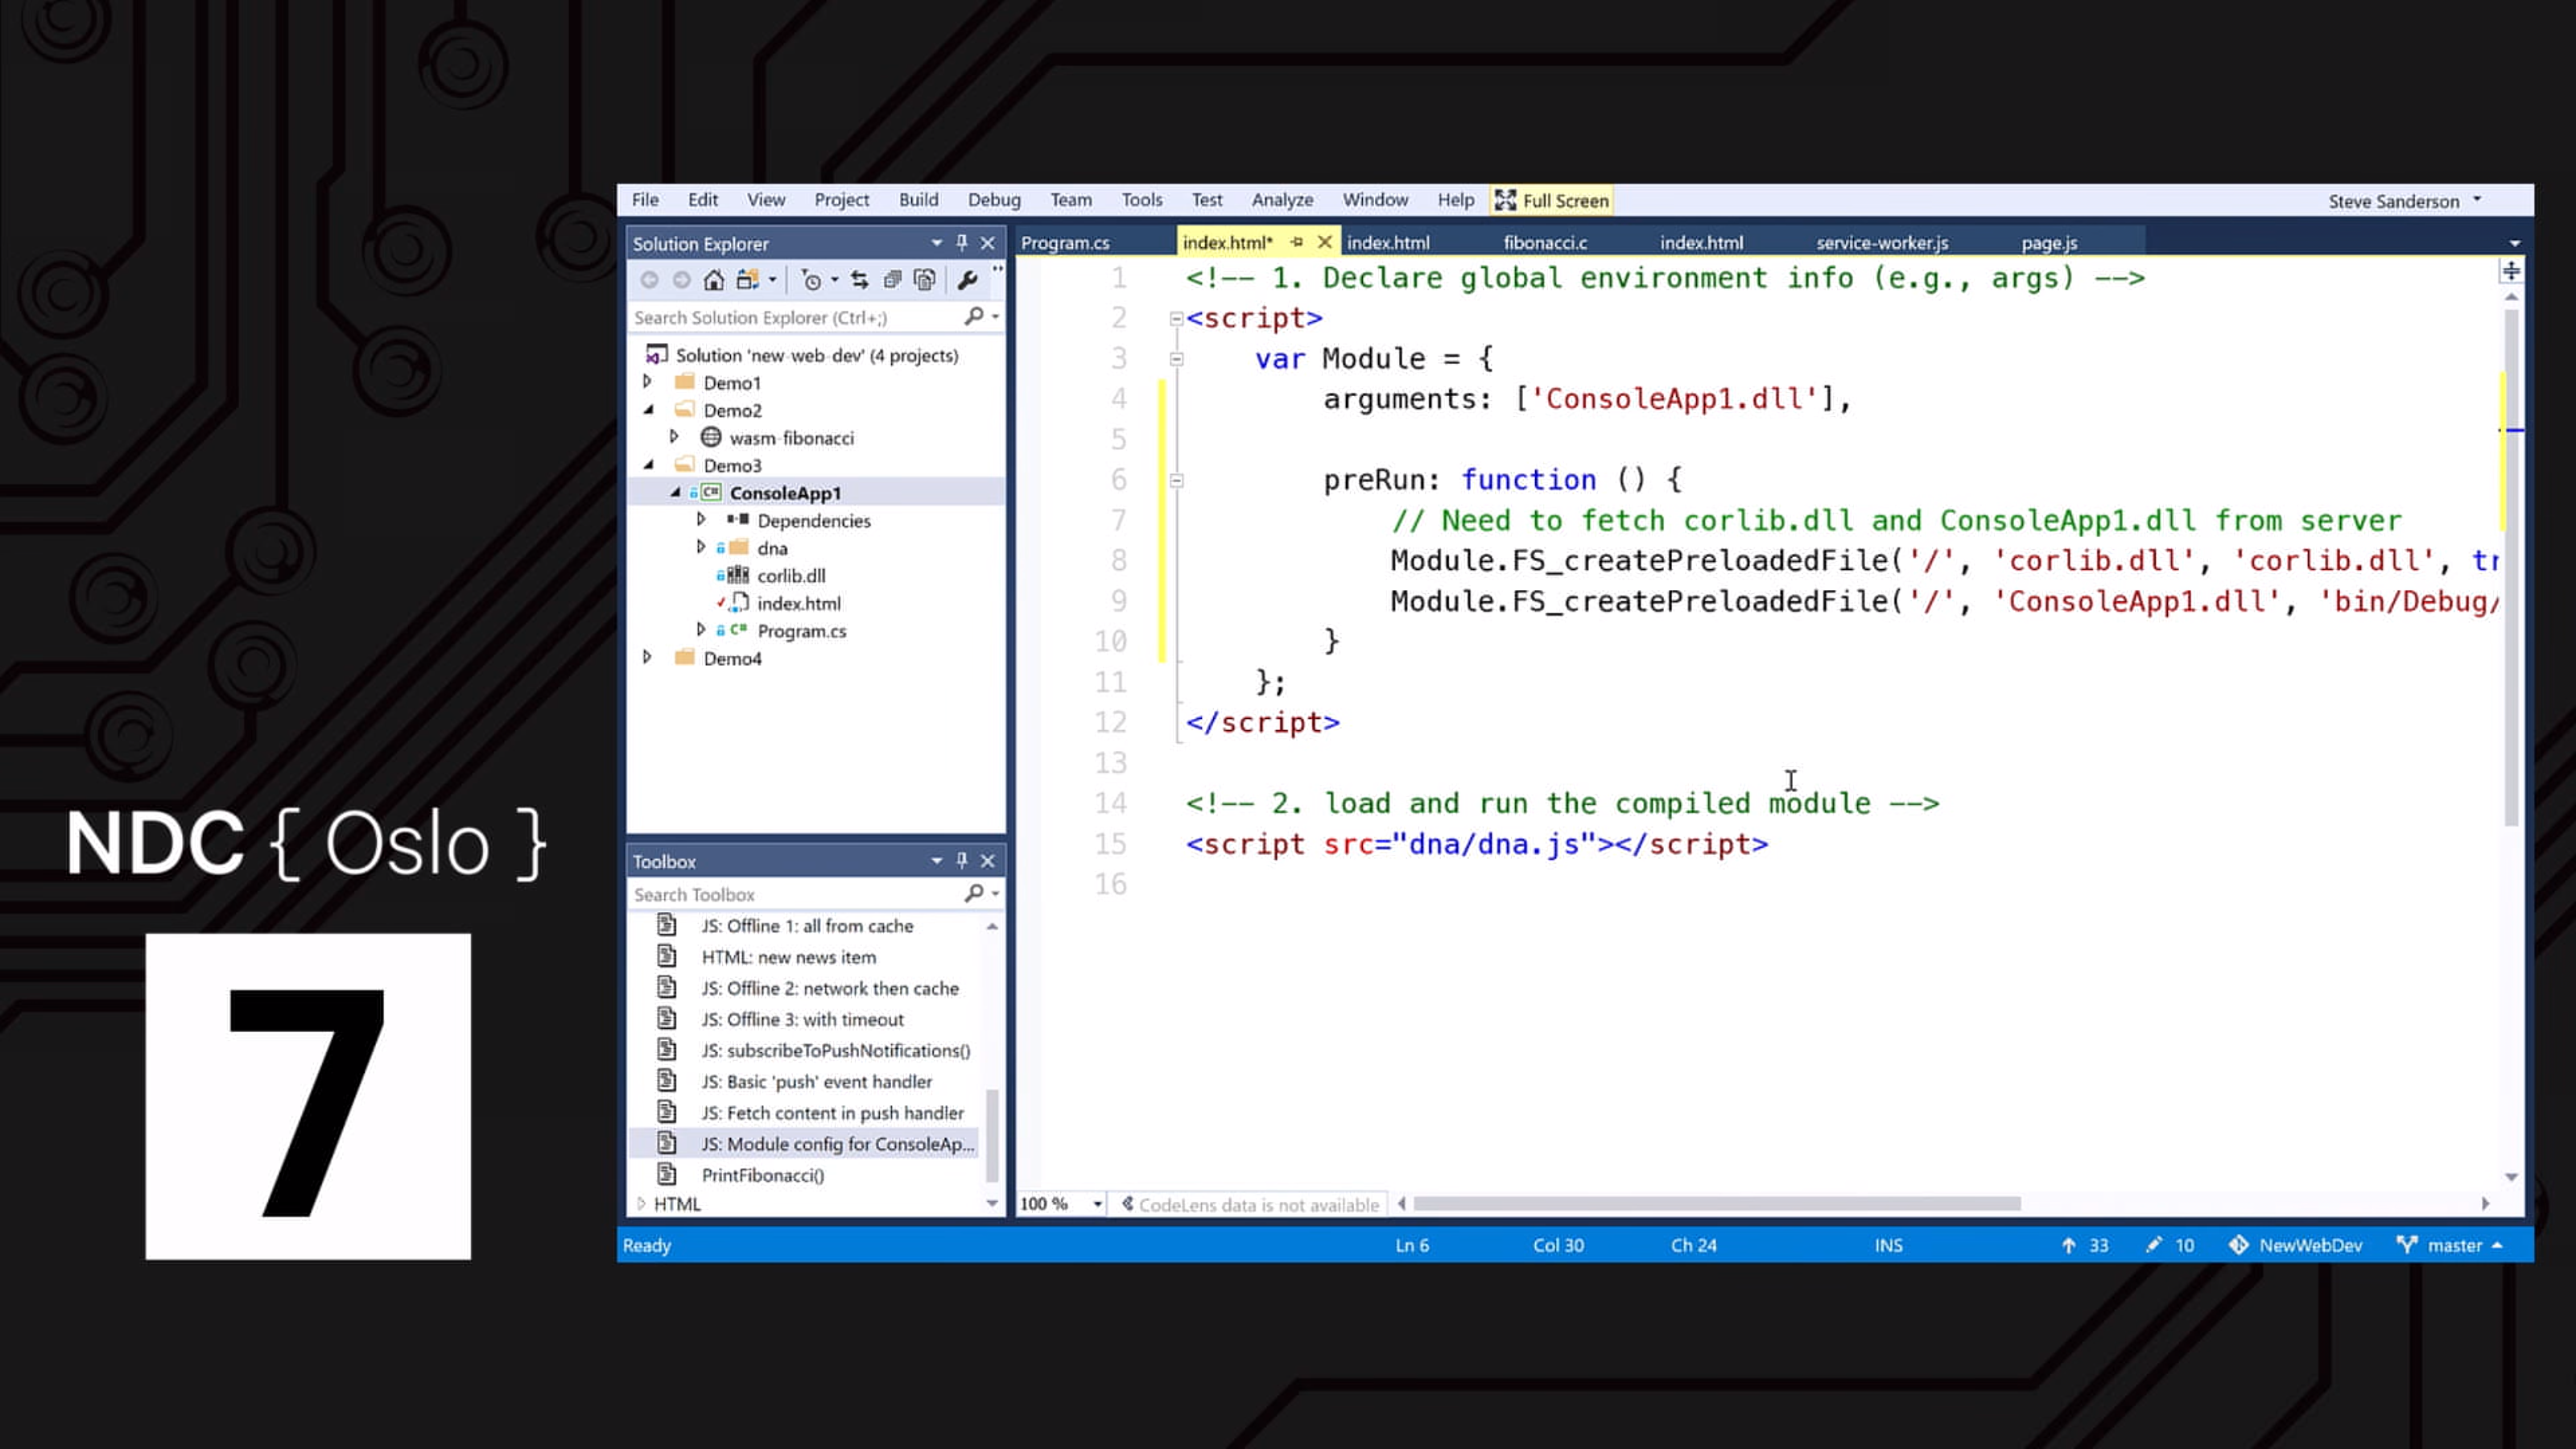 File Edit View Project Build Debug Team Tools Test Analyze Window Help Full Screen Steve Sanderson
Solution Explorer
Search Solution Explorer (Ctrl+;)
Solution 'new-web-dev' (4 projects)
Demo1
Demo2
wasm-fibonacci
Demo3
C# ConsoleApp1
Dependencies
dna
corlib.dll
index.html
C# Program.cs
Demo4
Toolbox
Search Toolbox
JS: Offline 1: all from cache
HTML: new news item
JS: Offline 2: network then cache
JS: Offline 3: with timeout
JS: subscribeToPushNotifications()
JS: Basic 'push' event handler
JS: Fetch content in push handler
JS: Module config for ConsoleAp...
PrintFibonacci()
HTML
Program.cs index.html* index.html fibonacci.c index.html service-worker.js page.js
1 <!-- 1. Declare global environment info (e.g., args) -->
2 <script>
3 var Module = {
4 arguments: ['ConsoleApp1.dll'],
5
6 preRun: function () {
7 // Need to fetch corlib.dll and ConsoleApp1.dll from server
8 Module.FS_createPreloadedFile('/', 'corlib.dll', 'corlib.dll', tr
9 Module.FS_createPreloadedFile('/', 'ConsoleApp1.dll', 'bin/Debug/
10 }
11 };
12 </script>
13
14 <!-- 2. load and run the compiled module -->
15 <script src="dna/dna.js"></script>
16
100 % CodeLens data is not available
Ready Ln 6 Col 30 Ch 24 INS 33 10 NewWebDev master
NDC { Oslo }
7